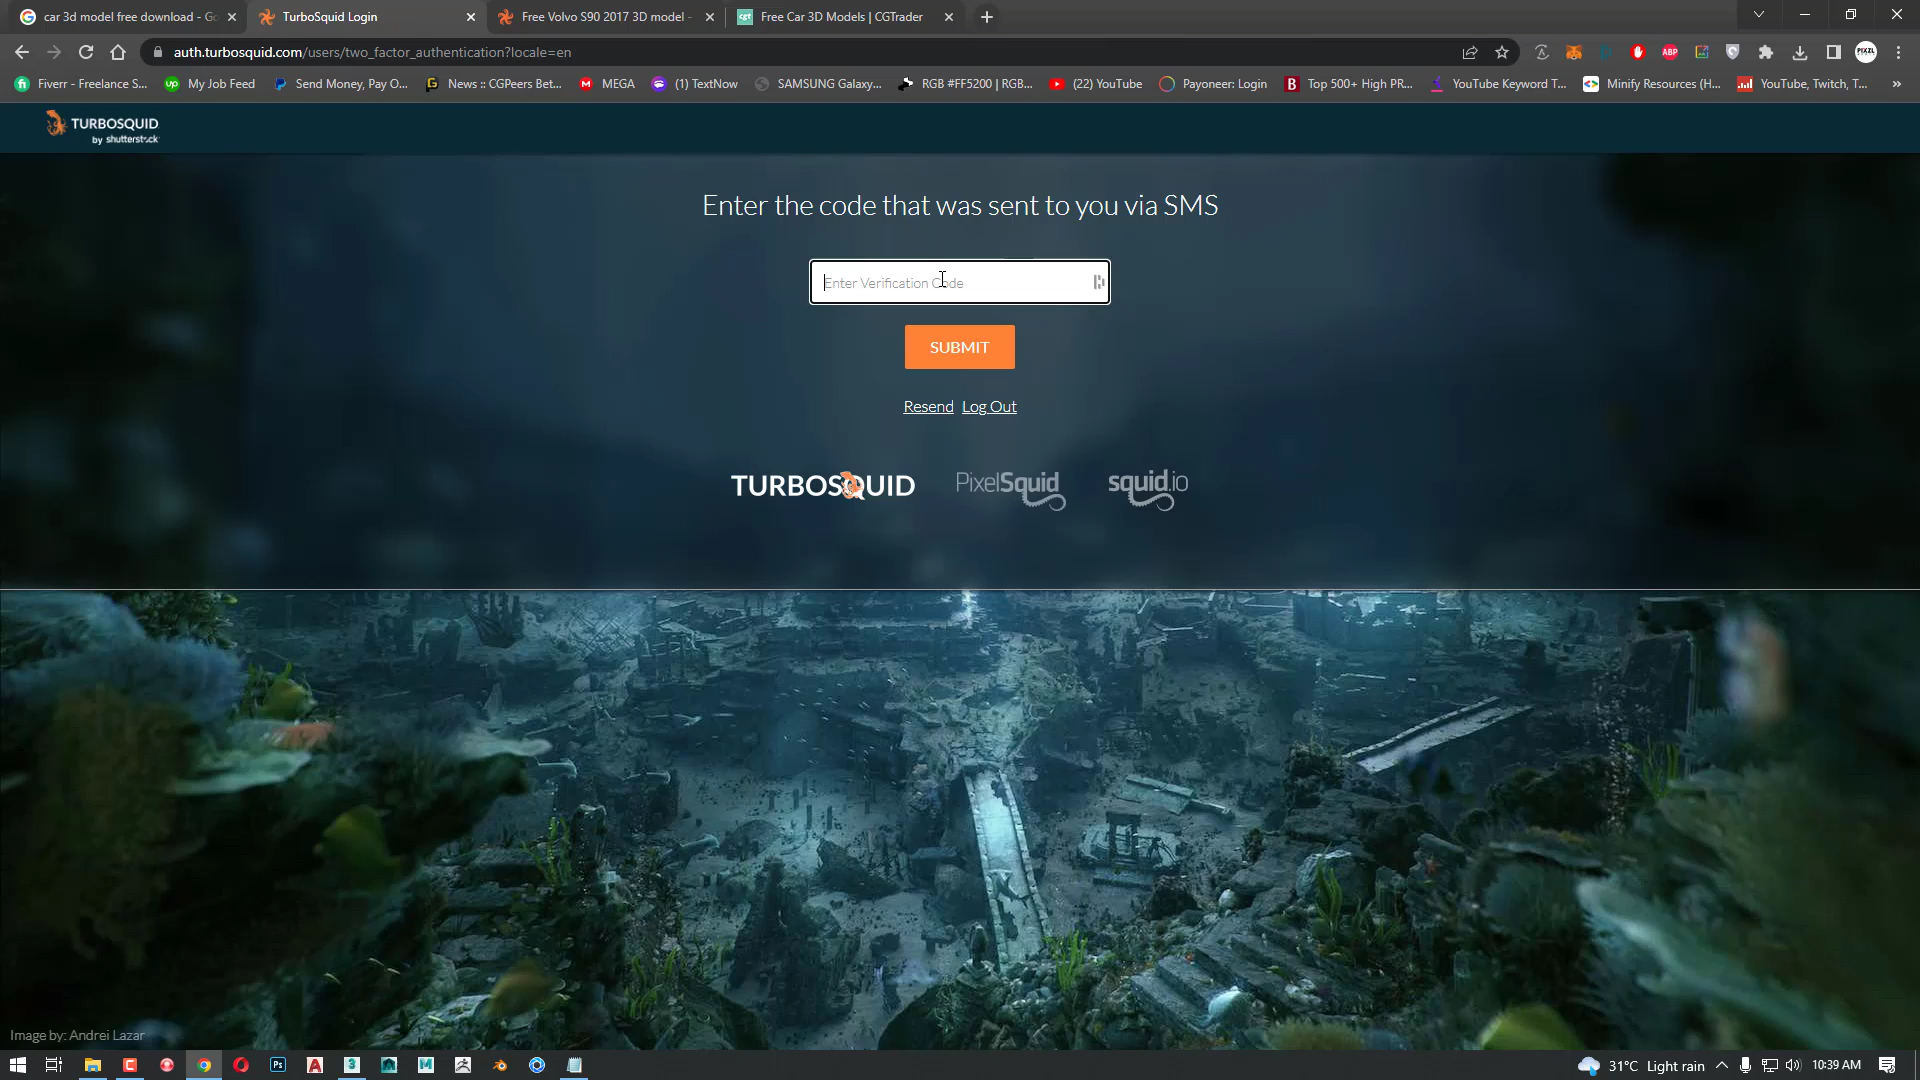 car 3d model free download - Go
TurboSquid Login
Free Volvo S90 2017 3D model -
Free Car 3D Models | CGTrader
auth.turbosquid.com/users/two_factor_authentication?locale=en
ABP
PIXZL
Fiverr - Freelance S...
My Job Feed
Send Money, Pay O...
News :: CGPeers Bet...
MEGA
(1) TextNow
SAMSUNG Galaxy...
RGB #FF5200 | RGB...
(22) YouTube
Payoneer: Login
Top 500+ High PR...
YouTube Keyword T...
Minify Resources (H...
YouTube, Twitch, T...
TURBOSQUID
by shutterstock
Enter the code that was sent to you via SMS
Enter Verification Code
SUBMIT
Resend Log Out
TURBOSQUID
PixelSquid
squid.io
Image by: Andrei Lazar
31°C Light rain
10:39 AM